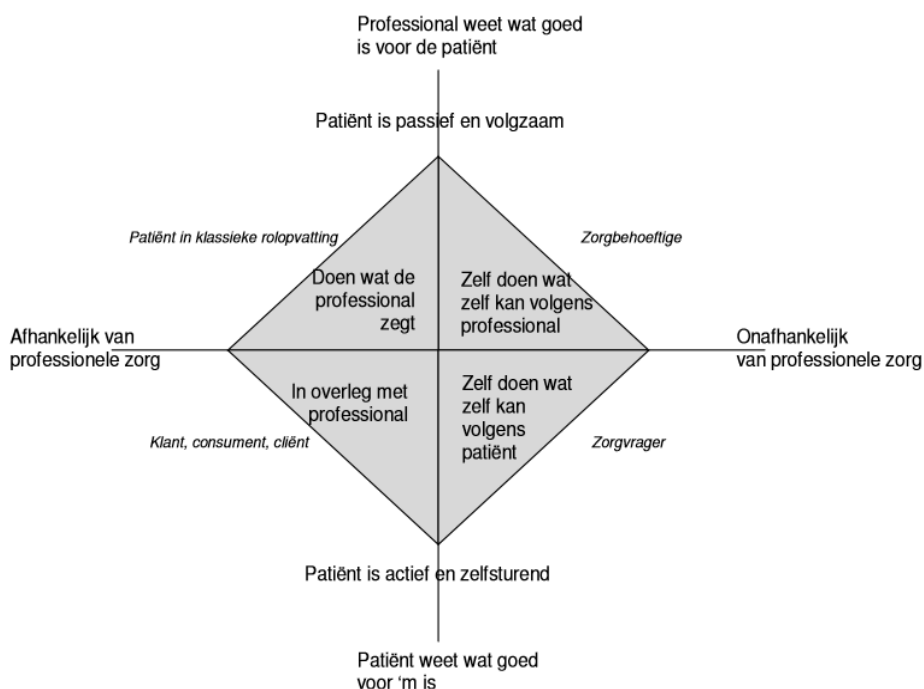 Professional weet wat goed
is voor de patiënt
Patiënt is passief en volgzaam
Patiënt in klassieke rolopvatting
Zorgbehoeftige
Doen wat de
professional
zegt
Zelf doen wat
zelf kan volgens
professional
Afhankelijk van
professionele zorg
Onafhankelijk
van professionele zorg
In overleg met
professional
Zelf doen wat
zelf kan
volgens
patiënt
Klant, consument, cliënt
Zorgvrager
Patiënt is actief en zelfsturend
Patiënt weet wat goed
voor ‘m is